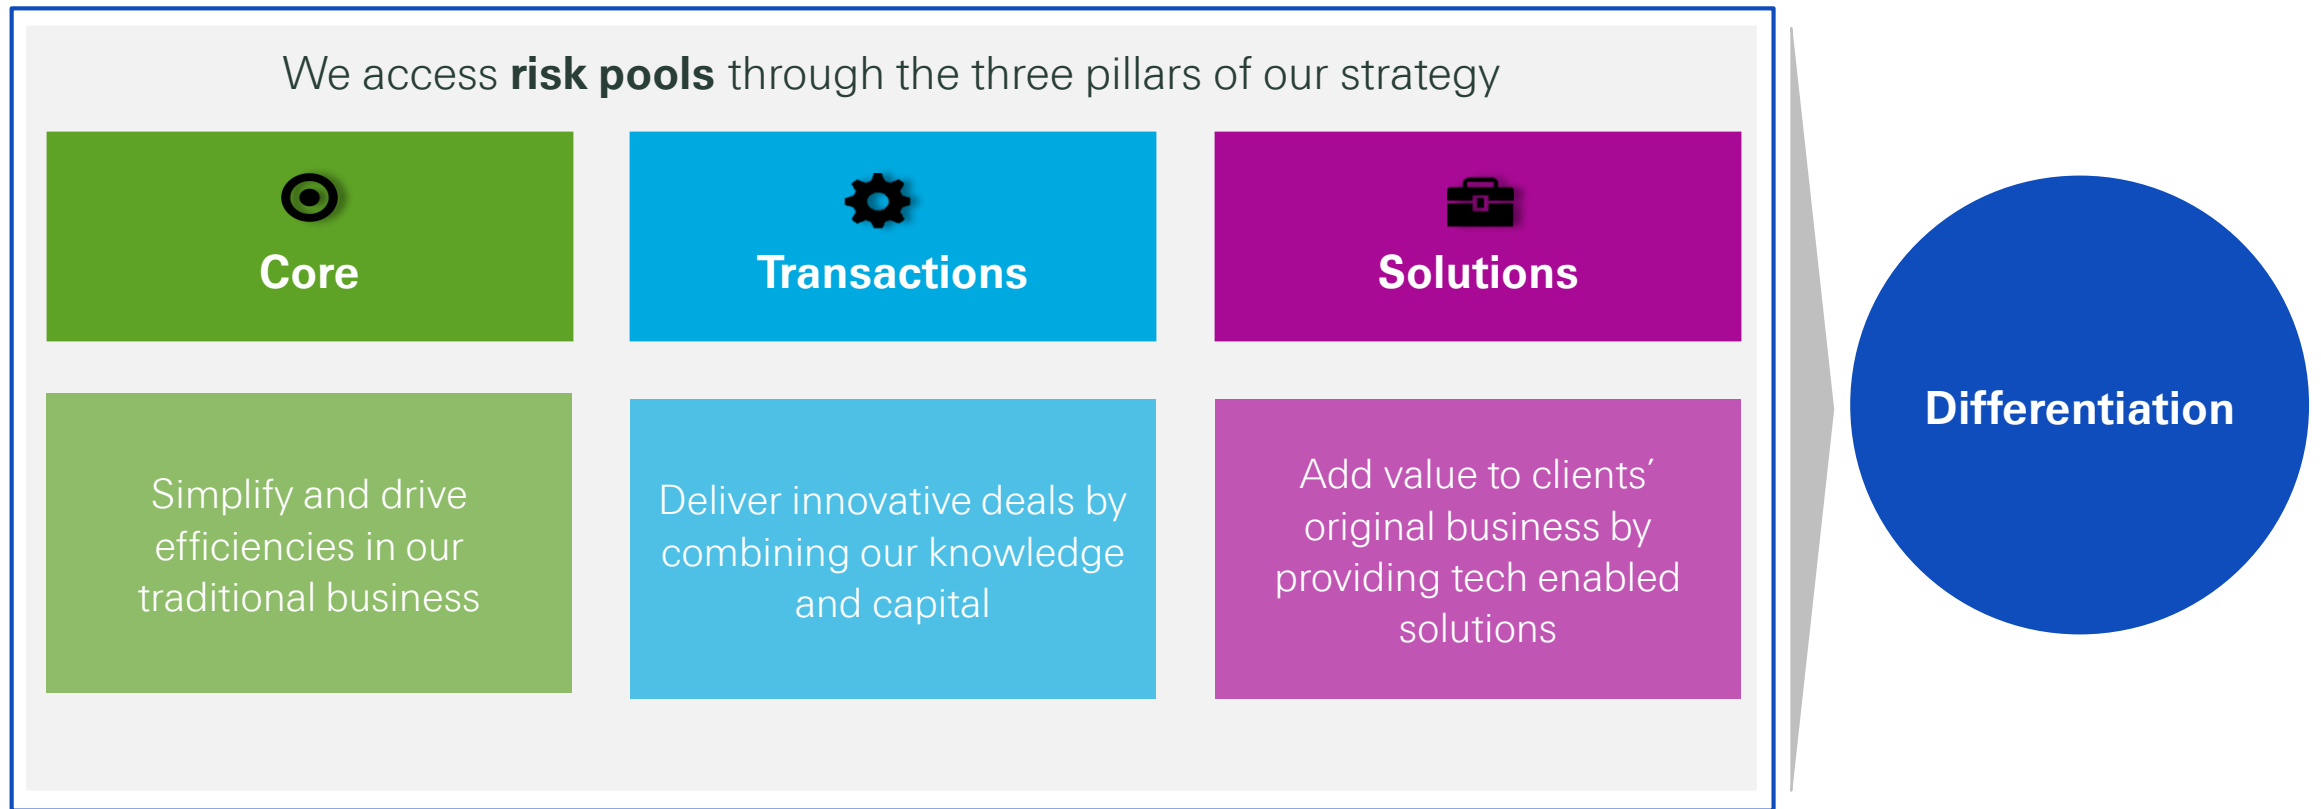 We access risk pools through the three pillars of our strategy
Core
Transactions
Solutions
Simplify and drive
efficiencies in our
traditional business
Deliver innovative deals by
combining our knowledge
and capital
Add value to clients’
original business by
providing tech enabled
solutions
Differentiation